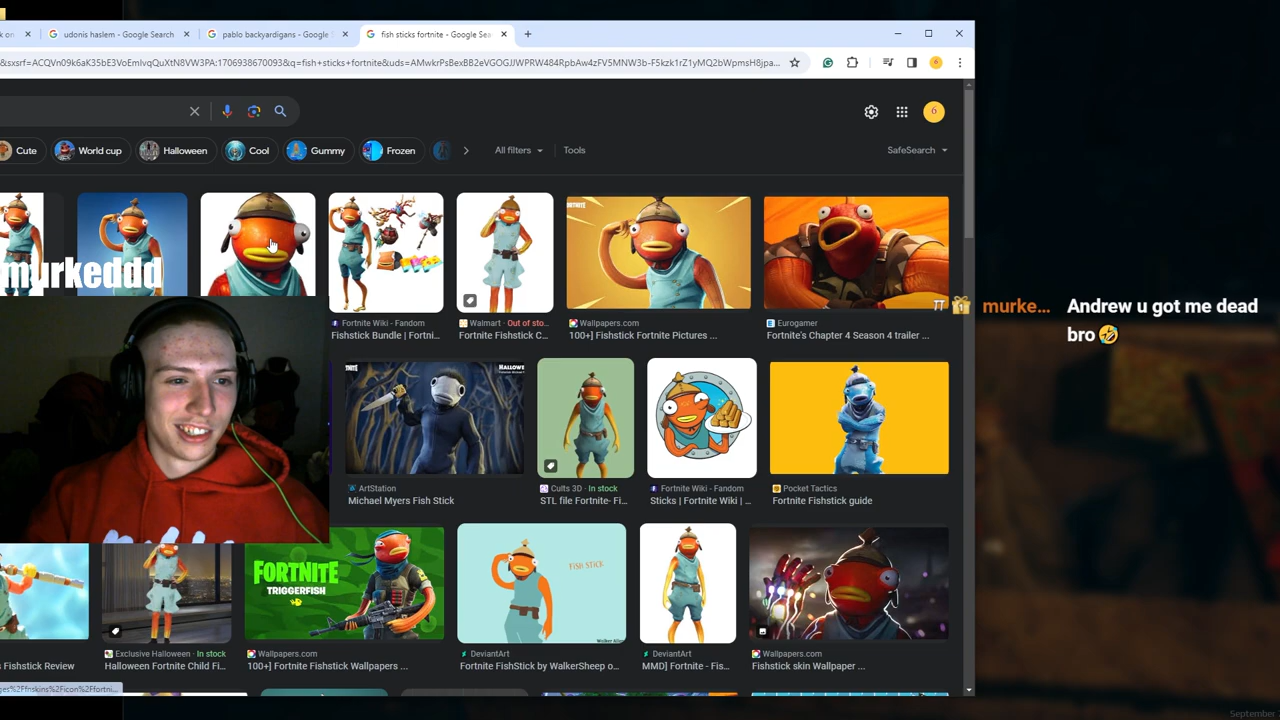 udonis haslem - Google Search
pablo backyardigans - Google S
fish sticks fortnite - Google Sea
Cute
World cup
Halloween
Cool
Gummy
Frozen
All filters
Tools
SafeSearch
6
murkeddd
Fortnite Wiki - Fandom
Fishstick Bundle | Fortni...
Walmart · Out of sto...
Fortnite Fishstick C...
Wallpapers.com
100+] Fishstick Fortnite Pictures ...
Eurogamer
Fortnite's Chapter 4 Season 4 trailer ...
murke...
Andrew u got me dead
bro🤣
ArtStation
Michael Myers Fish Stick
Cults 3D · In stock
STL file Fortnite- Fi...
Fortnite Wiki - Fandom
Sticks | Fortnite Wiki | ...
Pocket Tactics
Fortnite Fishstick guide
FORTNITE
TRIGGERFISH
FISH STICK
Fishstick Review
Exclusive Halloween · In stock
Halloween Fortnite Child Fi...
Wallpapers.com
100+] Fortnite Fishstick Wallpapers ...
DeviantArt
Fortnite FishStick by WalkerSheep o...
DeviantArt
MMD] Fortnite - Fis...
Wallpapers.com
Fishstick skin Wallpaper ...
September